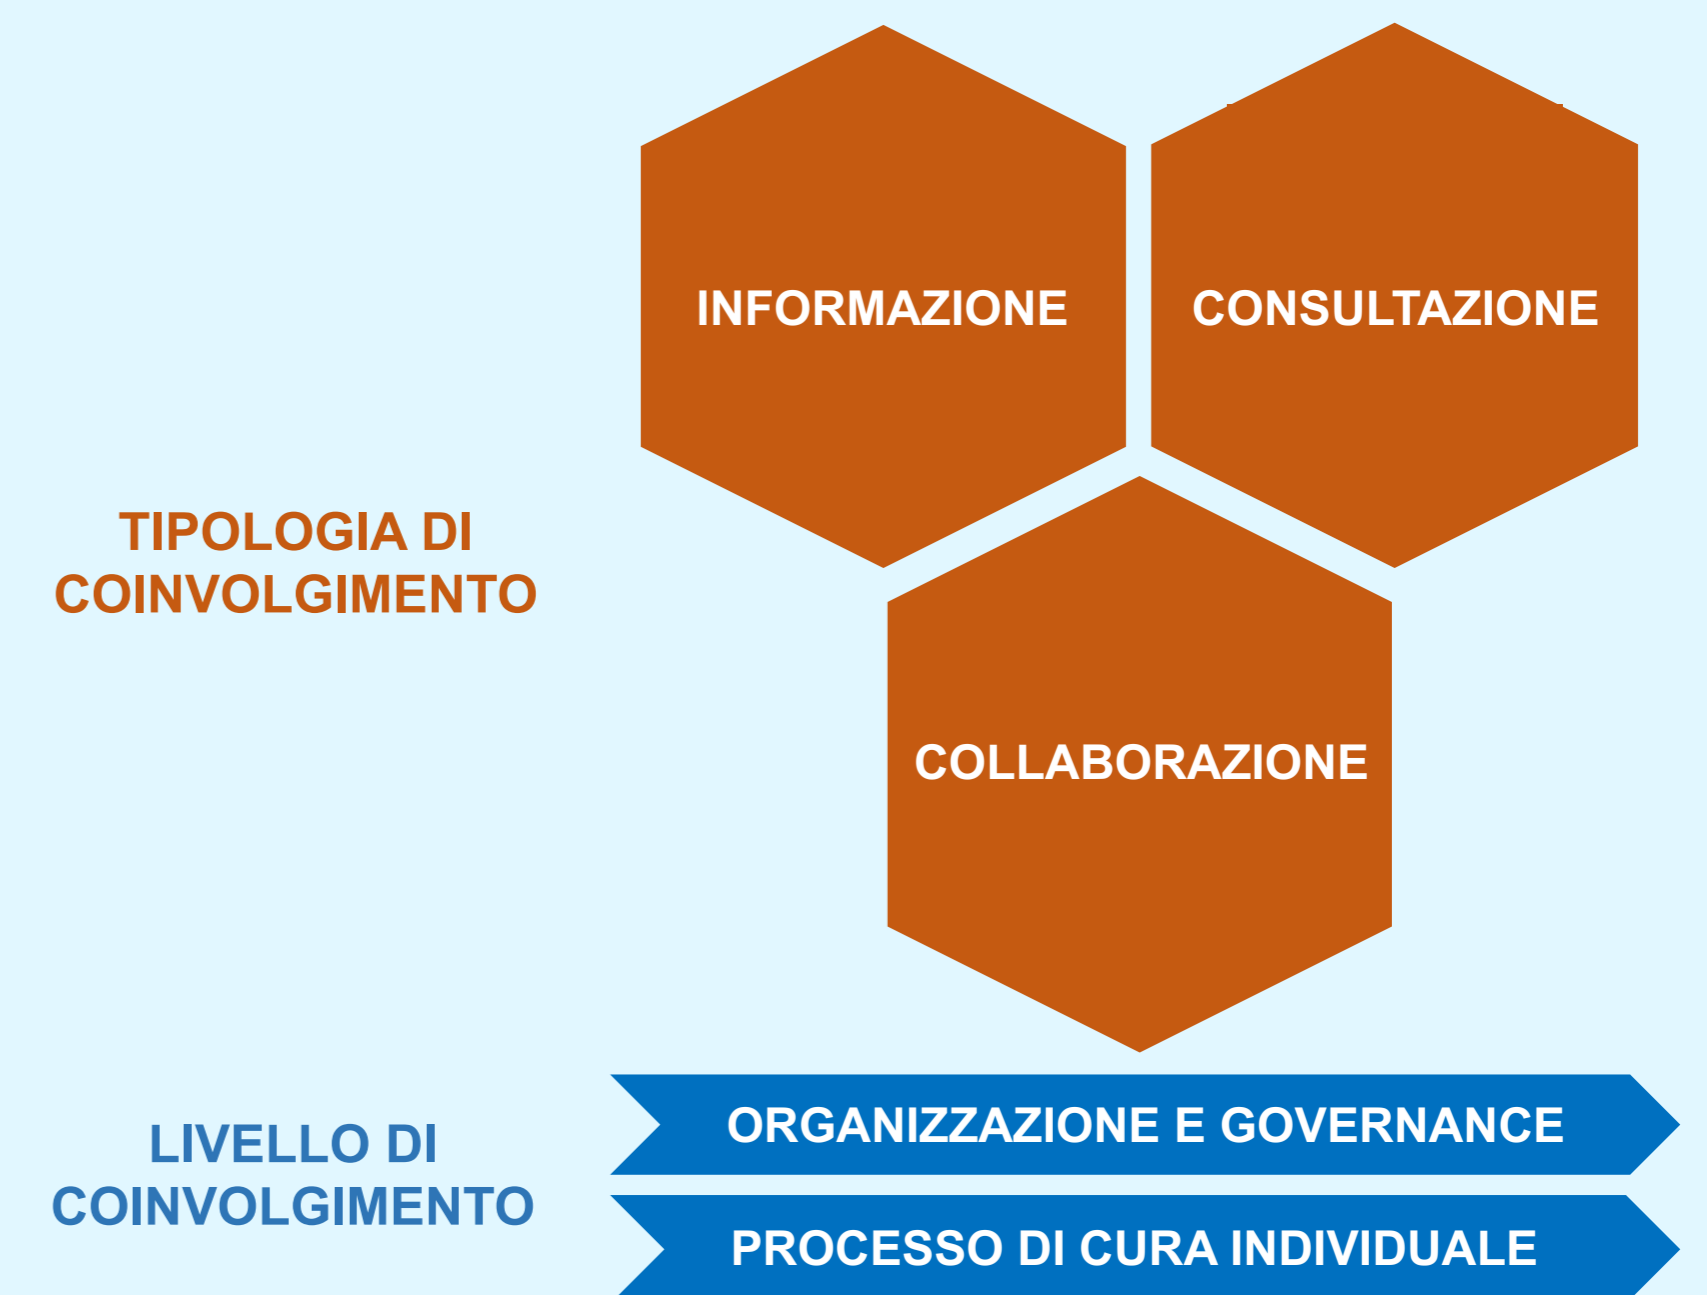 INFORMAZIONE
CONSULTAZIONE
TIPOLOGIA DI
COINVOLGIMENTO
COLLABORAZIONE
LIVELLO DI
COINVOLGIMENTO
ORGANIZZAZIONE E GOVERNANCE
PROCESSO DI CURA INDIVIDUALE